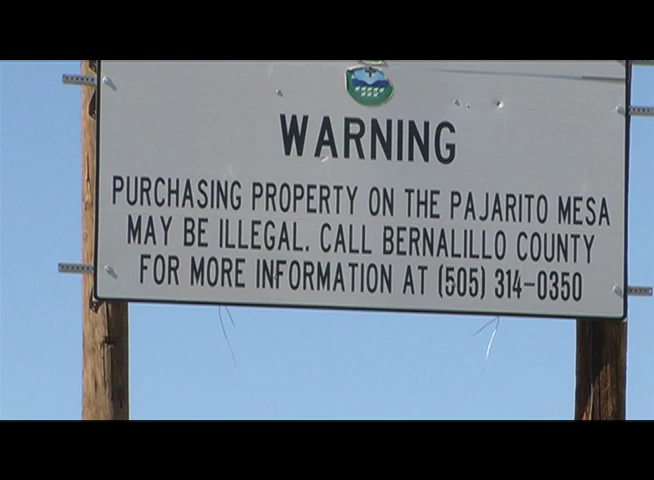 WARNING
PURCHASING PROPERTY ON THE PAJARITO MESA
MAY BE ILLEGAL. CALL BERNALILLO COUNTY
FOR MORE INFORMATION AT (505) 314-0350